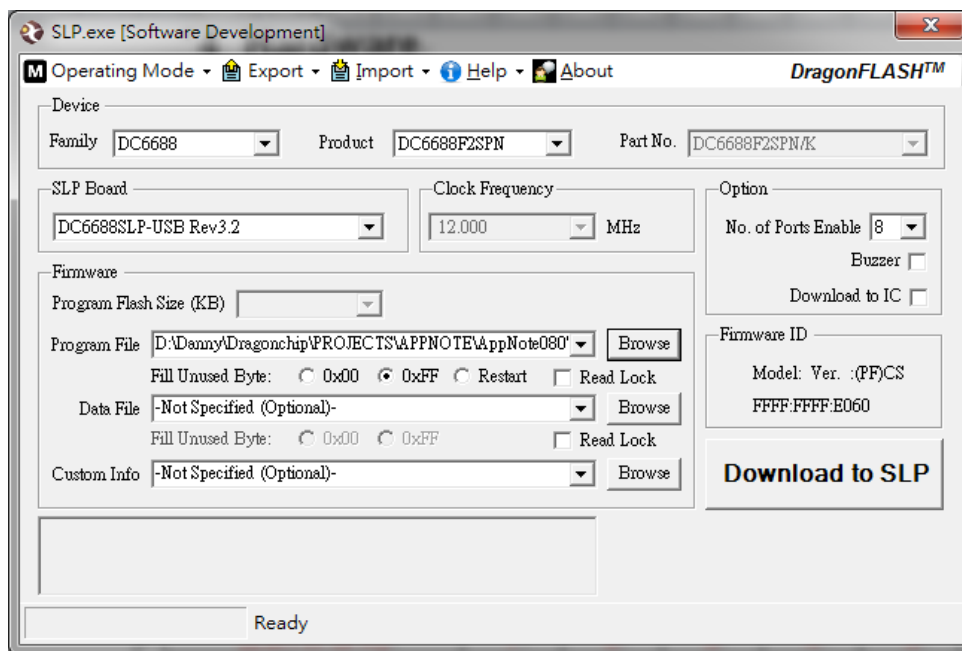 SLP.exe [Software Development]
Operating Mode Export Import Help About DragonFLASH™
Device
Family DC6688 Product DC6688F2SPN Part No. DC6688F2SPN/K
SLP Board Clock Frequency Option
DC6688SLP-USB Rev3.2 12.000 MHz No. of Ports Enable 8
Buzzer
Download to IC
Firmware
Program Flash Size (KB)
Program File D:\Danny\Dragonchip\PROJECTS\APPNOTE\AppNote080' Browse
Fill Unused Byte: 0x00 0xFF Restart Read Lock
Data File -Not Specified (Optional)- Browse
Fill Unused Byte: 0x00 0xFF Read Lock
Custom Info -Not Specified (Optional)- Browse
Firmware ID
Model: Ver. :(PF)CS
FFFF:FFFF:E060
Download to SLP
Ready